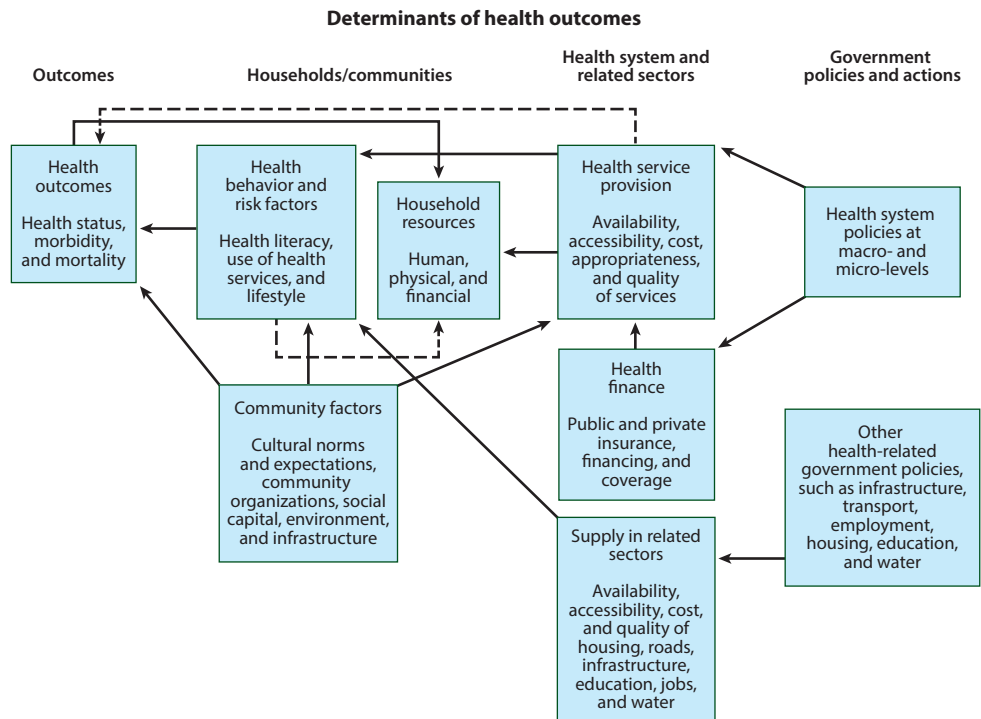 Determinants of health outcomes
Outcomes
Households/communities
Health system and
related sectors
Government
policies and actions
Health
outcomes
Health status,
morbidity,
and mortality
Health
behavior and
risk factors
Health literacy,
use of health
services, and
lifestyle
Household
resources
Human,
physical, and
financial
Health service
provision
Availability,
accessibility, cost,
appropriateness,
and quality
of services
Health system
policies at
macro- and
micro-levels
Health
finance
Public and private
insurance,
financing, and
coverage
Community factors
Cultural norms
and expectations,
community
organizations, social
capital, environment,
and infrastructure
Other
health-related
government policies,
such as infrastructure,
transport,
employment,
housing, education,
and water
Supply in related
sectors
Availability,
accessibility, cost,
and quality of
housing, roads,
infrastructure,
education, jobs,
and water